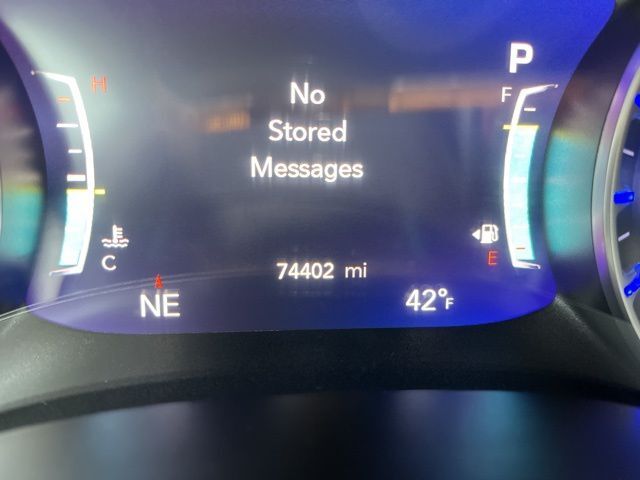 P
H
F
No
Stored
Messages
E
C
74402 mi
NE
42°F